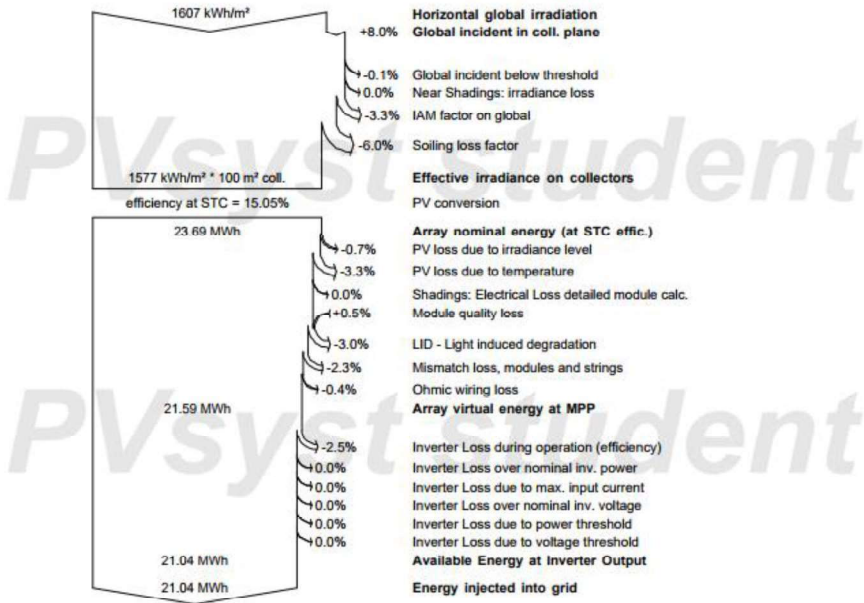 1607 kWh/m² Horizontal global irradiation
+8.0% Global incident in coll. plane
-0.1% Global incident below threshold
0.0% Near Shadings: irradiance loss
-3.3% IAM factor on global
-6.0% Soiling loss factor
PVsyst student
1577 kWh/m² * 100 m² coll. Effective irradiance on collectors
efficiency at STC = 15.05% PV conversion
23.69 MWh Array nominal energy (at STC effic.)
-0.7% PV loss due to irradiance level
-3.3% PV loss due to temperature
0.0% Shadings: Electrical Loss detailed module calc.
+0.5% Module quality loss
-3.0% LID - Light induced degradation
-2.3% Mismatch loss, modules and strings
-0.4% Ohmic wiring loss
21.59 MWh Array virtual energy at MPP
PVsyst student
-2.5% Inverter Loss during operation (efficiency)
0.0% Inverter Loss over nominal inv. power
0.0% Inverter Loss due to max. input current
0.0% Inverter Loss over nominal inv. voltage
0.0% Inverter Loss due to power threshold
0.0% Inverter Loss due to voltage threshold
21.04 MWh Available Energy at Inverter Output
21.04 MWh Energy injected into grid